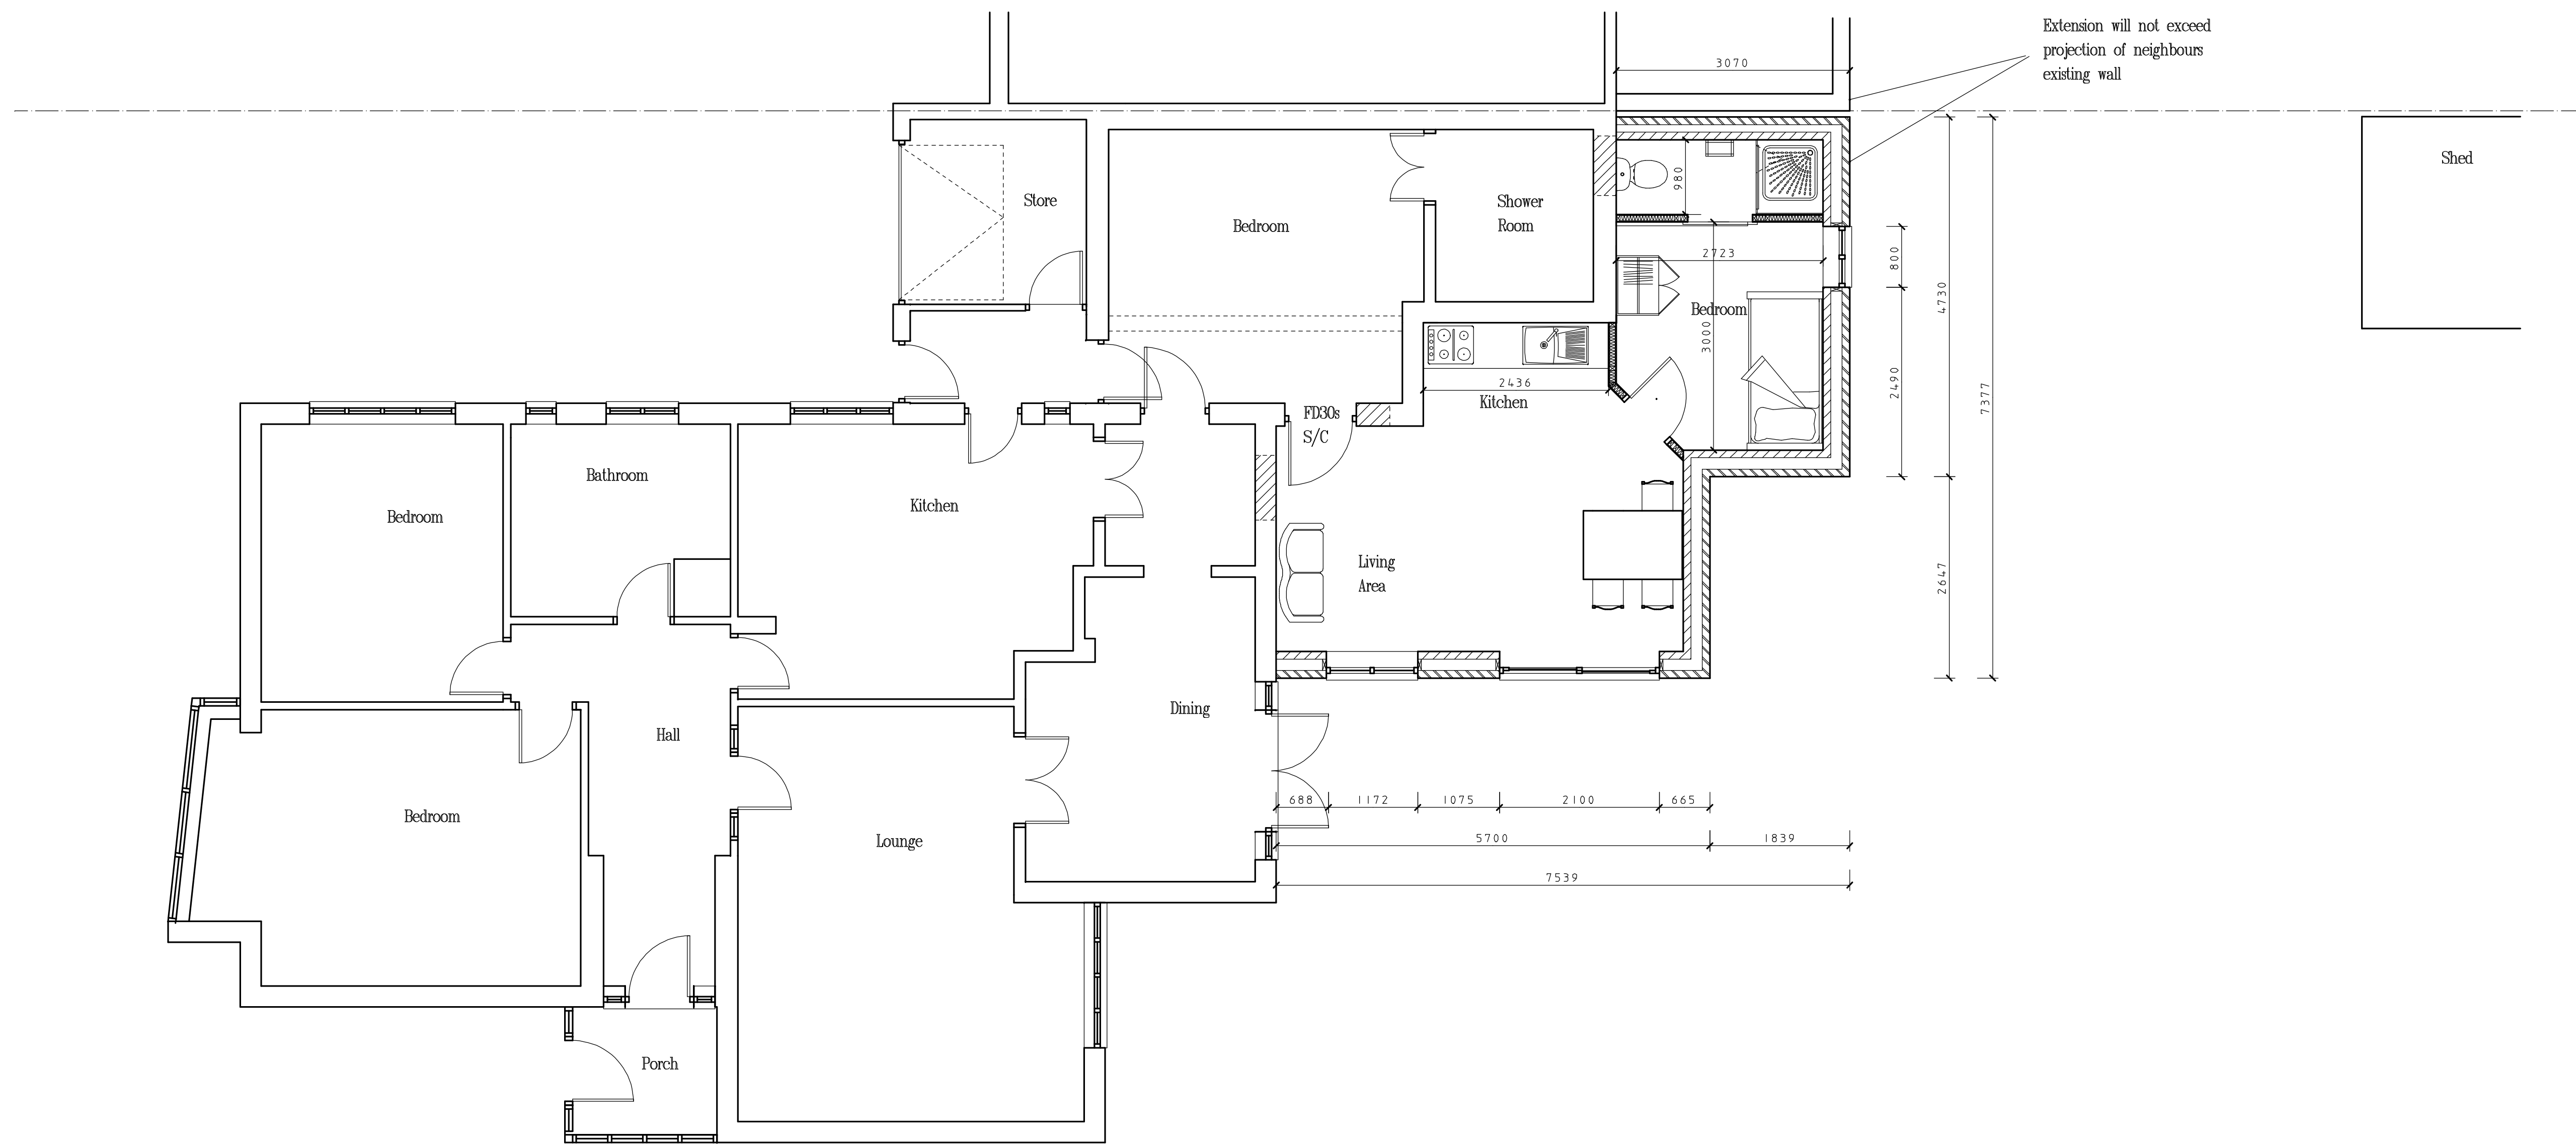 Extension will not exceed
projection of neighbours
existing wall
3070
Shed
Store
Bedroom
Shower
Room
980
2723
Bedroom
3000
800
2490
4730
7377
2647
2436
Kitchen
FD30s
S/C
Bedroom
Bathroom
Kitchen
Living
Area
Hall
Dining
Bedroom
Lounge
688
1172
1075
2100
665
5700
1839
7539
Porch